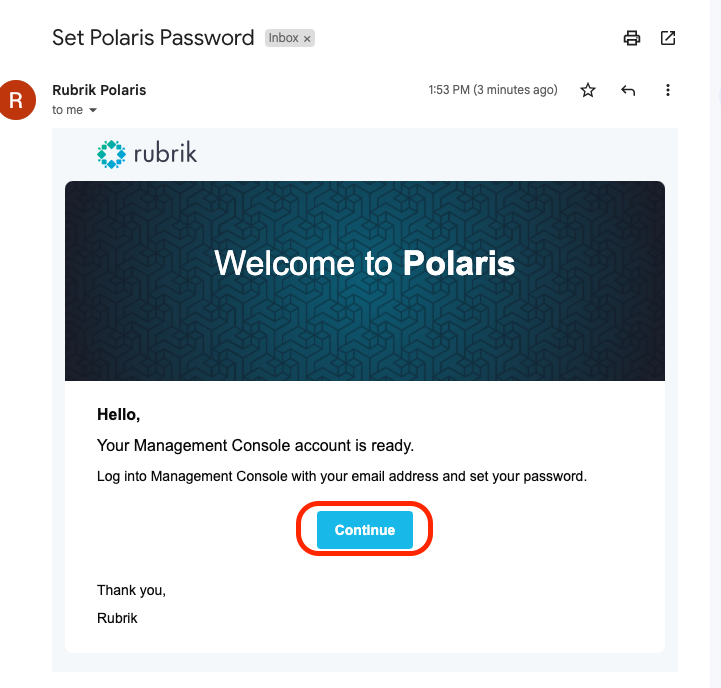 Set Polaris Password Inbox ×
R
Rubrik Polaris 1:53 PM (3 minutes ago)
to me
rubrik
Welcome to Polaris
Hello,
Your Management Console account is ready.
Log into Management Console with your email address and set your password.
Continue
Thank you,
Rubrik